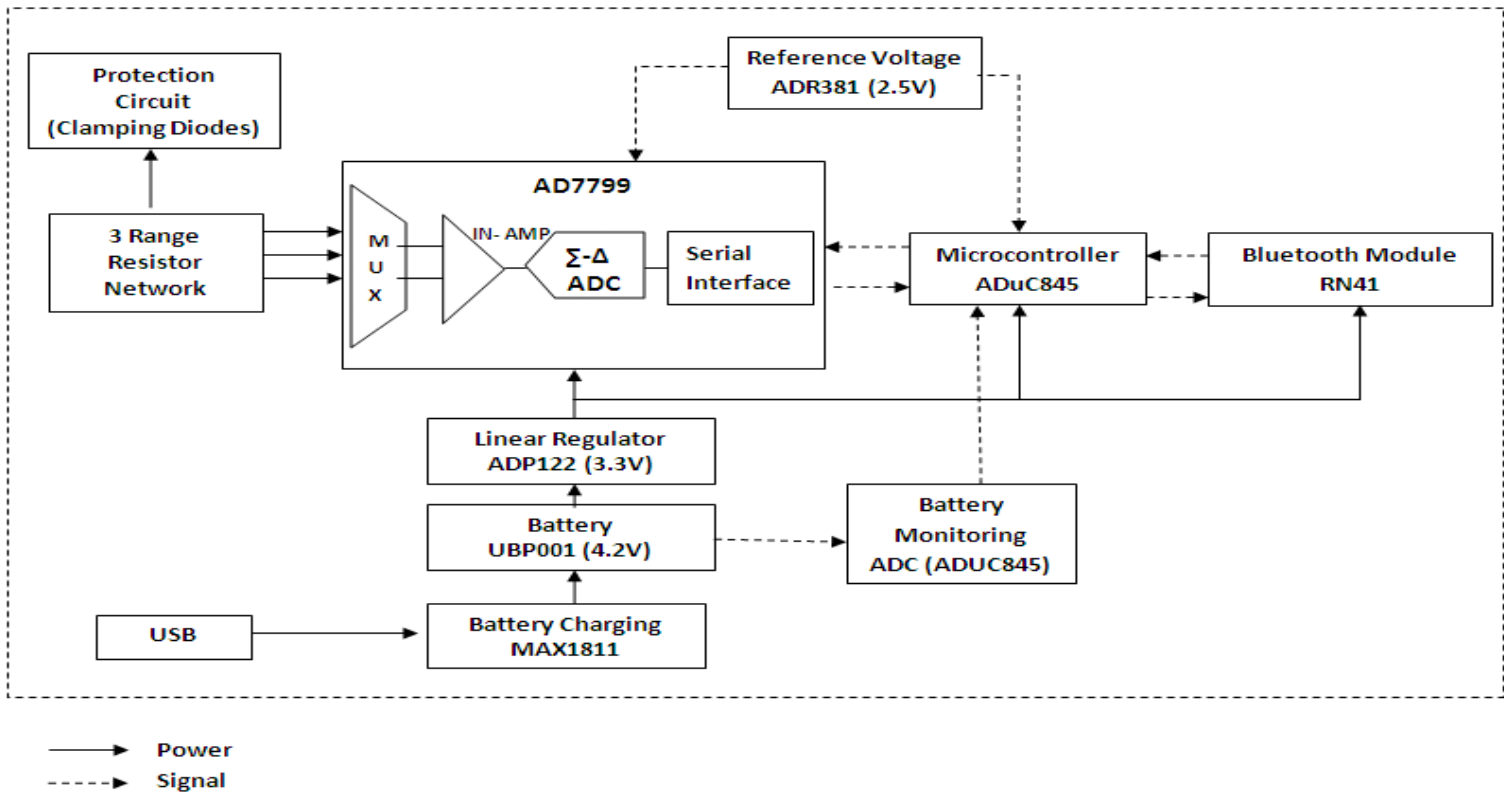 Protection
Circuit
(Clamping Diodes)
Reference Voltage
ADR381 (2.5V)
AD7799
3 Range
Resistor
Network
M
U
X
IN- AMP
∑-Δ
ADC
Serial
Interface
Microcontroller
ADuC845
Bluetooth Module
RN41
Linear Regulator
ADP122 (3.3V)
Battery
UBP001 (4.2V)
Battery
Monitoring
ADC (ADUC845)
USB
Battery Charging
MAX1811
Power
Signal